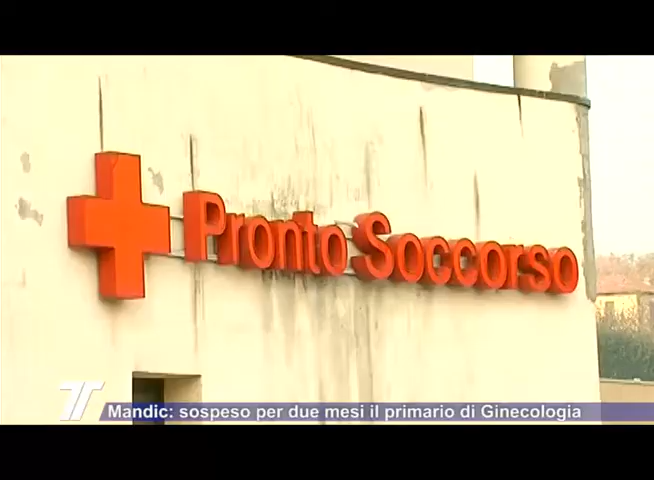 Pronto Soccorso
Mandic: sospeso per due mesi il primario di Ginecologia